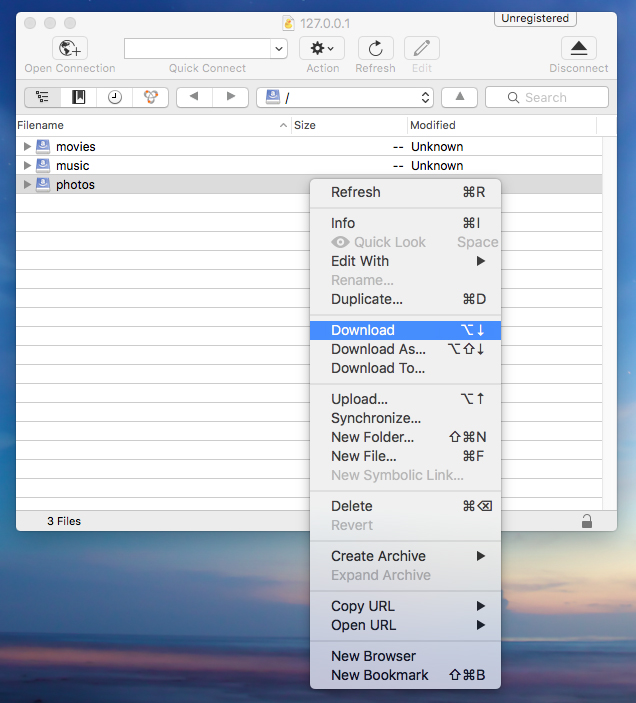 127.0.0.1
Unregistered
Open Connection
Quick Connect
Action
Refresh
Edit
Disconnect
/
Search
Filename Size Modified
movies -- Unknown
music -- Unknown
photos
Refresh ⌘R
Info ⌘I
Quick Look Space
Edit With
Rename...
Duplicate... ⌘D
Download ⌥↓
Download As... ⌥⇧↓
Download To...
Upload... ⌥↑
Synchronize...
New Folder... ⇧⌘N
New File... ⌘F
New Symbolic Link...
Delete ⌘⌫
Revert
Create Archive
Expand Archive
Copy URL
Open URL
New Browser
New Bookmark ⇧⌘B
3 Files